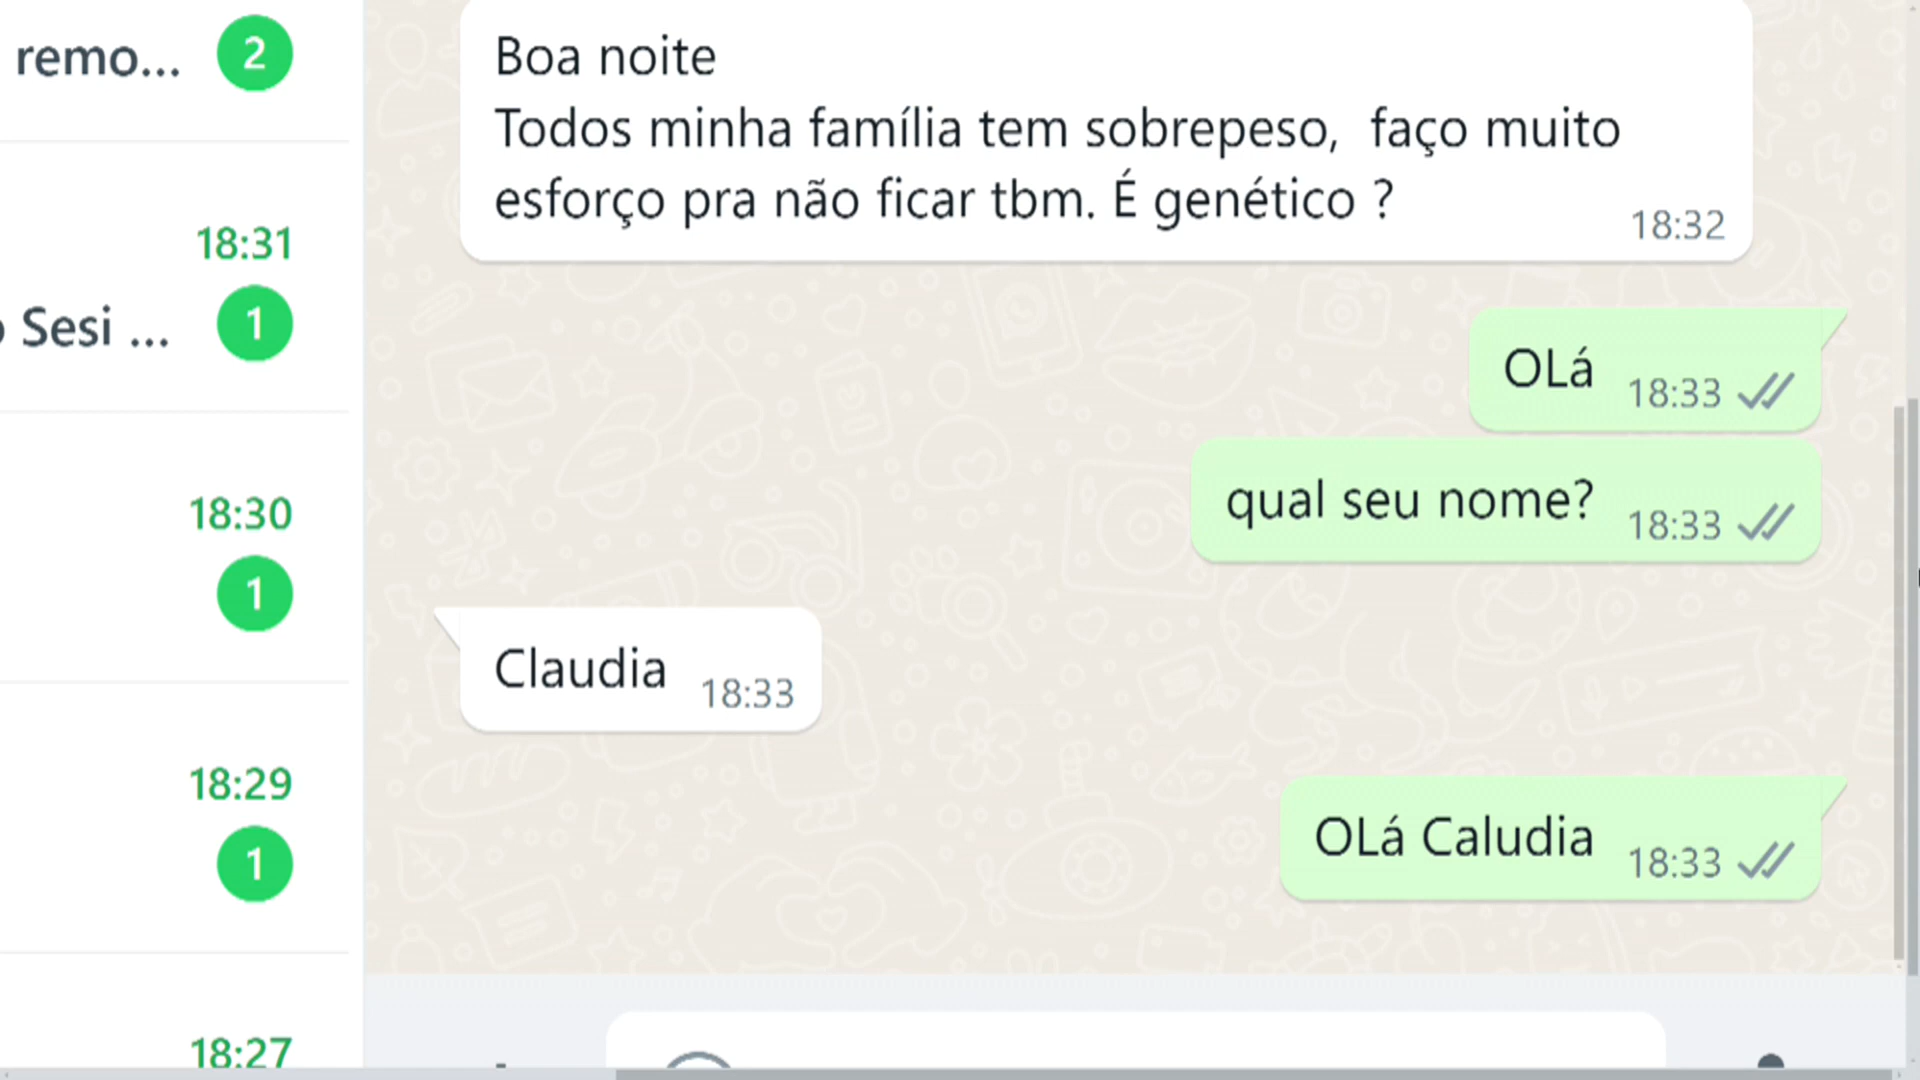 remo... 2
18:31
Sesi ... 1
18:30
1
18:29
1
18:27
Boa noite
Todos minha família tem sobrepeso,  faço muito
esforço pra não ficar tbm. É genético ?
18:32
OLá 18:33
qual seu nome? 18:33
Claudia 18:33
OLá Caludia 18:33